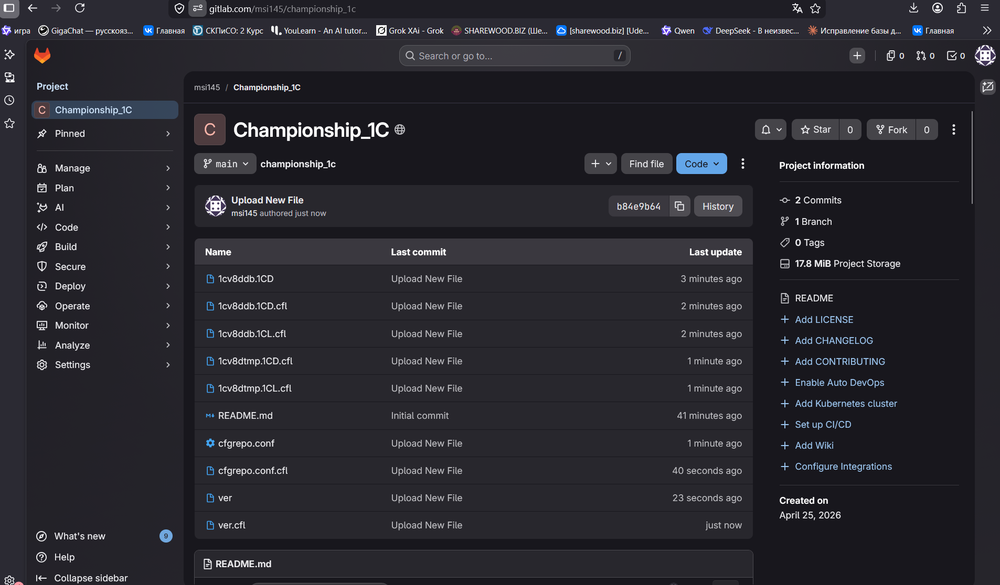 gitlab.com/msi145/championship_1c
игра
GigaChat — русскояз...
Главная
СКПиСО: 2 Курс
YouLearn - An AI tutor...
Grok XAi - Grok
SHAREWOOD.BIZ (Ше...
[sharewood.biz] [Ude...
Qwen
DeepSeek - В неизвес...
Исправление базы д...
Главная
Search or go to...
/
0
0
0
Project
C Championship_1C
Pinned
Manage
Plan
AI
Code
Build
Secure
Deploy
Operate
Monitor
Analyze
Settings
What's new 9
Help
Collapse sidebar
msi145 / Championship_1C
C
Championship_1C
Star 0
Fork 0
main
championship_1c
Find file
Code
Upload New File
msi145 authored just now
b84e9b64
History
Name Last commit Last update
1cv8ddb.1CD Upload New File 3 minutes ago
1cv8ddb.1CD.cfl Upload New File 2 minutes ago
1cv8ddb.1CL.cfl Upload New File 2 minutes ago
1cv8dtmp.1CD.cfl Upload New File 1 minute ago
1cv8dtmp.1CL.cfl Upload New File 1 minute ago
README.md Initial commit 41 minutes ago
cfgrepo.conf Upload New File 1 minute ago
cfgrepo.conf.cfl Upload New File 40 seconds ago
ver Upload New File 23 seconds ago
ver.cfl Upload New File just now
README.md
Project information
2 Commits
1 Branch
0 Tags
17.8 MiB Project Storage
README
Add LICENSE
Add CHANGELOG
Add CONTRIBUTING
Enable Auto DevOps
Add Kubernetes cluster
Set up CI/CD
Add Wiki
Configure Integrations
Created on
April 25, 2026